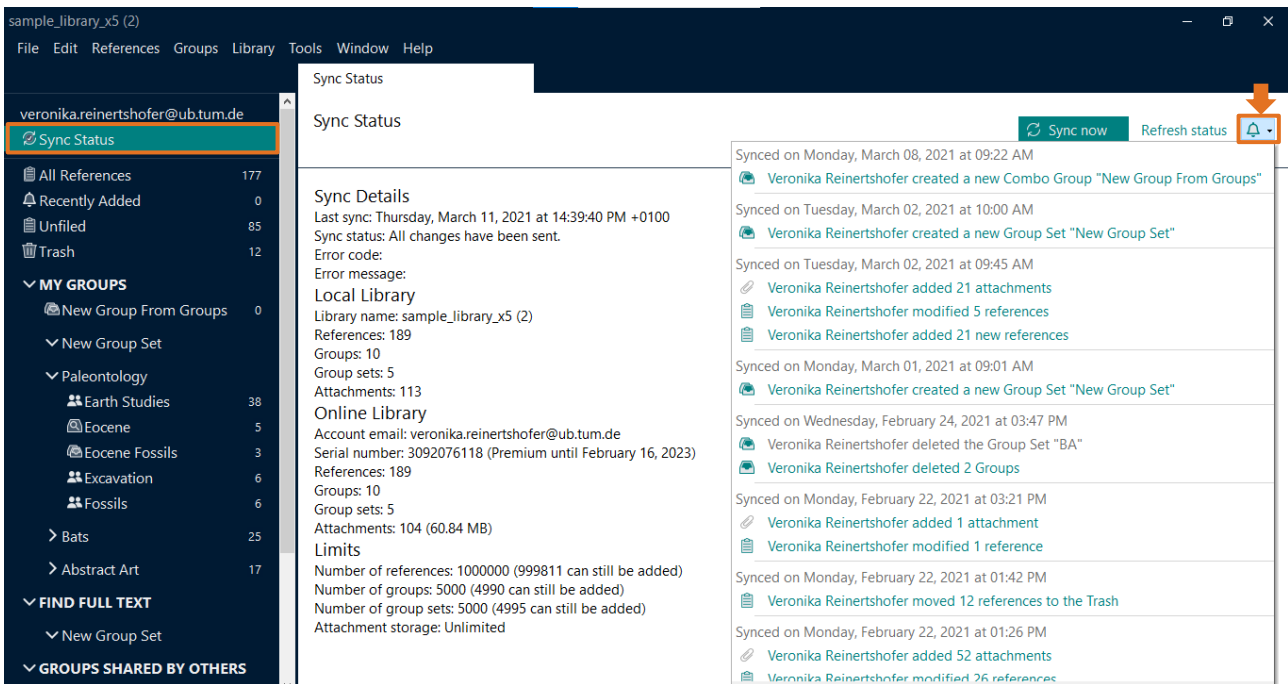 sample_library_x5 (2)
File Edit References Groups Library Tools Window Help
Sync Status
veronika.reinertshofer@ub.tum.de
Sync Status
All References 177
Recently Added 0
Unfiled 85
Trash 12
MY GROUPS
New Group From Groups 0
New Group Set
Paleontology
Earth Studies 38
Eocene 5
Eocene Fossils 3
Excavation 6
Fossils 6
Bats 25
Abstract Art 17
FIND FULL TEXT
New Group Set
GROUPS SHARED BY OTHERS
Sync Status
Sync now Refresh status
Sync Details
Last sync: Thursday, March 11, 2021 at 14:39:40 PM +0100
Sync status: All changes have been sent.
Error code:
Error message:
Local Library
Library name: sample_library_x5 (2)
References: 189
Groups: 10
Group sets: 5
Attachments: 113
Online Library
Account email: veronika.reinertshofer@ub.tum.de
Serial number: 3092076118 (Premium until February 16, 2023)
References: 189
Groups: 10
Group sets: 5
Attachments: 104 (60.84 MB)
Limits
Number of references: 1000000 (999811 can still be added)
Number of groups: 5000 (4990 can still be added)
Number of group sets: 5000 (4995 can still be added)
Attachment storage: Unlimited
Synced on Monday, March 08, 2021 at 09:22 AM
Veronika Reinertshofer created a new Combo Group "New Group From Groups"
Synced on Tuesday, March 02, 2021 at 10:00 AM
Veronika Reinertshofer created a new Group Set "New Group Set"
Synced on Tuesday, March 02, 2021 at 09:45 AM
Veronika Reinertshofer added 21 attachments
Veronika Reinertshofer modified 5 references
Veronika Reinertshofer added 21 new references
Synced on Monday, March 01, 2021 at 09:01 AM
Veronika Reinertshofer created a new Group Set "New Group Set"
Synced on Wednesday, February 24, 2021 at 03:47 PM
Veronika Reinertshofer deleted the Group Set "BA"
Veronika Reinertshofer deleted 2 Groups
Synced on Monday, February 22, 2021 at 03:21 PM
Veronika Reinertshofer added 1 attachment
Veronika Reinertshofer modified 1 reference
Synced on Monday, February 22, 2021 at 01:42 PM
Veronika Reinertshofer moved 12 references to the Trash
Synced on Monday, February 22, 2021 at 01:26 PM
Veronika Reinertshofer added 52 attachments
Veronika Reinertshofer modified 26 references